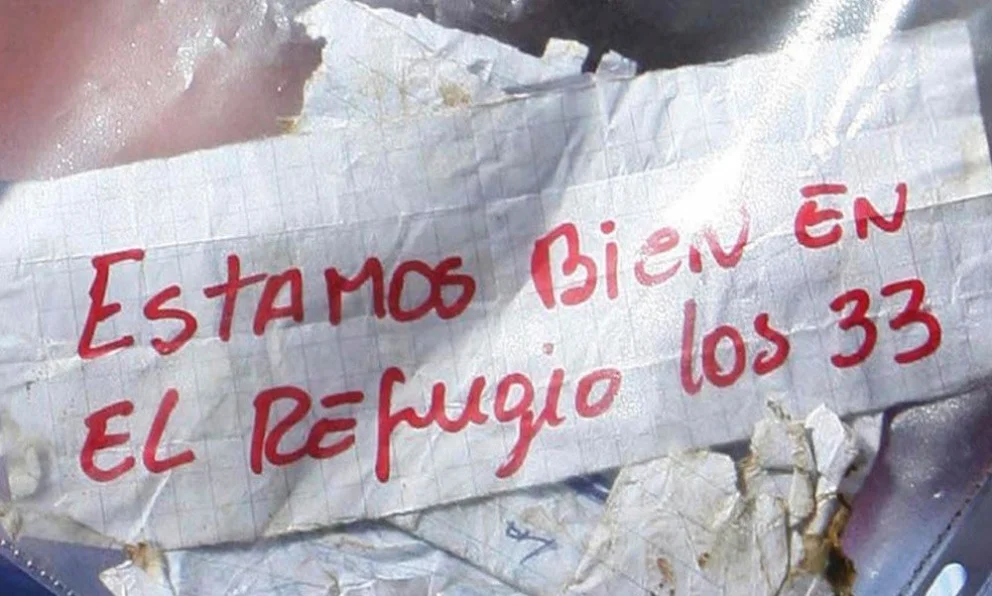 ESTAMOS BiEN EN
EL REfugio los 33